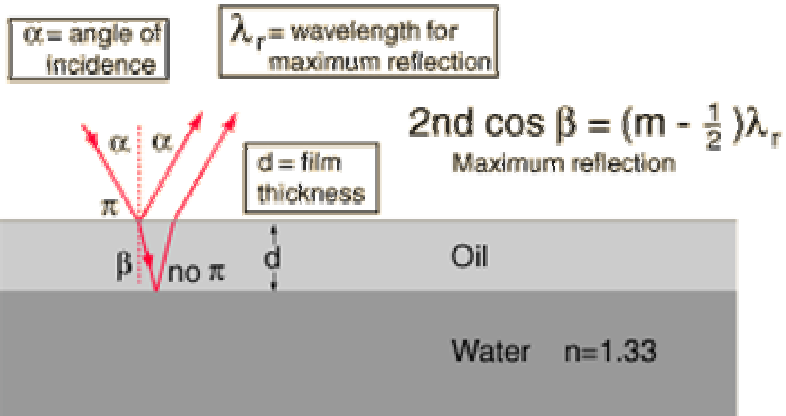 α = angle of
incidence
λr = wavelength for
maximum reflection
2nd cos β = (m - 1/2)λr
Maximum reflection
α α
d = film
thickness
π
β no π d Oil
Water n=1.33